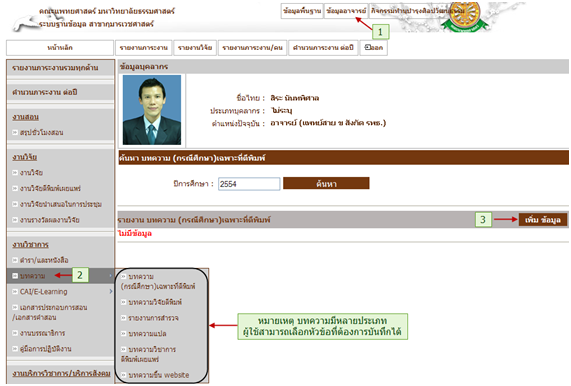 คณะแพทยศาสตร์ มหาวิทยาลัยธรรมศาสตร์
ระบบฐานข้อมูล สาขากุมารเวชศาสตร์
ข้อมูลพื้นฐาน ข้อมูลอาจารย์ กิจกรรมทำนุบำรุงศิลปวัฒนธรรม
1
หน้าหลัก รายงานภาระงาน รายงานวิจัย รายงานภาระงาน/คน คำนวนภาระงาน ต่อปี ออก
รายงานภาระงานรวมทุกด้าน
คำนวนภาระงาน ต่อปี
งานสอน
สรุปชั่วโมงสอน
งานวิจัย
งานวิจัย
งานวิจัยตีพิมพ์เผยแพร่
งานวิจัยนำเสนอในการประชุม
งานรางวัลผลงานวิจัย
งานวิชาการ
ตำรา/และหนังสือ
บทความ
2
CAI/E-Learning
เอกสารประกอบการสอน
/เอกสารคำสอน
งานบรรณาธิการ
คู่มือการปฏิบัติงาน
งานบริการวิชาการ/บริการสังคม
ข้อมูลบุคลากร
ชื่อไทย :
ประเภทบุคลากร : ไม่ระบุ
ตำแหน่งปัจจุบัน : อาจารย์ (แพทย์สาย ข สังกัด รพธ.)
ค้นหา บทความ (กรณีศึกษา)เฉพาะที่ตีพิมพ์
ปีการศึกษา : 2554 ค้นหา
รายงาน บทความ (กรณีศึกษา)เฉพาะที่ตีพิมพ์
3
เพิ่ม ข้อมูล
ไม่มีข้อมูล
บทความ
(กรณีศึกษา)เฉพาะที่ตีพิมพ์
บทความวิจัยตีพิมพ์
รายงานการสำรวจ
บทความแปล
บทความวิชาการ
ตีพิมพ์เผยแพร่
บทความขึ้น website
หมายเหตุ บทความมีหลายประเภท
ผู้ใช้สามารถเลือกหัวข้อที่ต้องการบันทึกได้